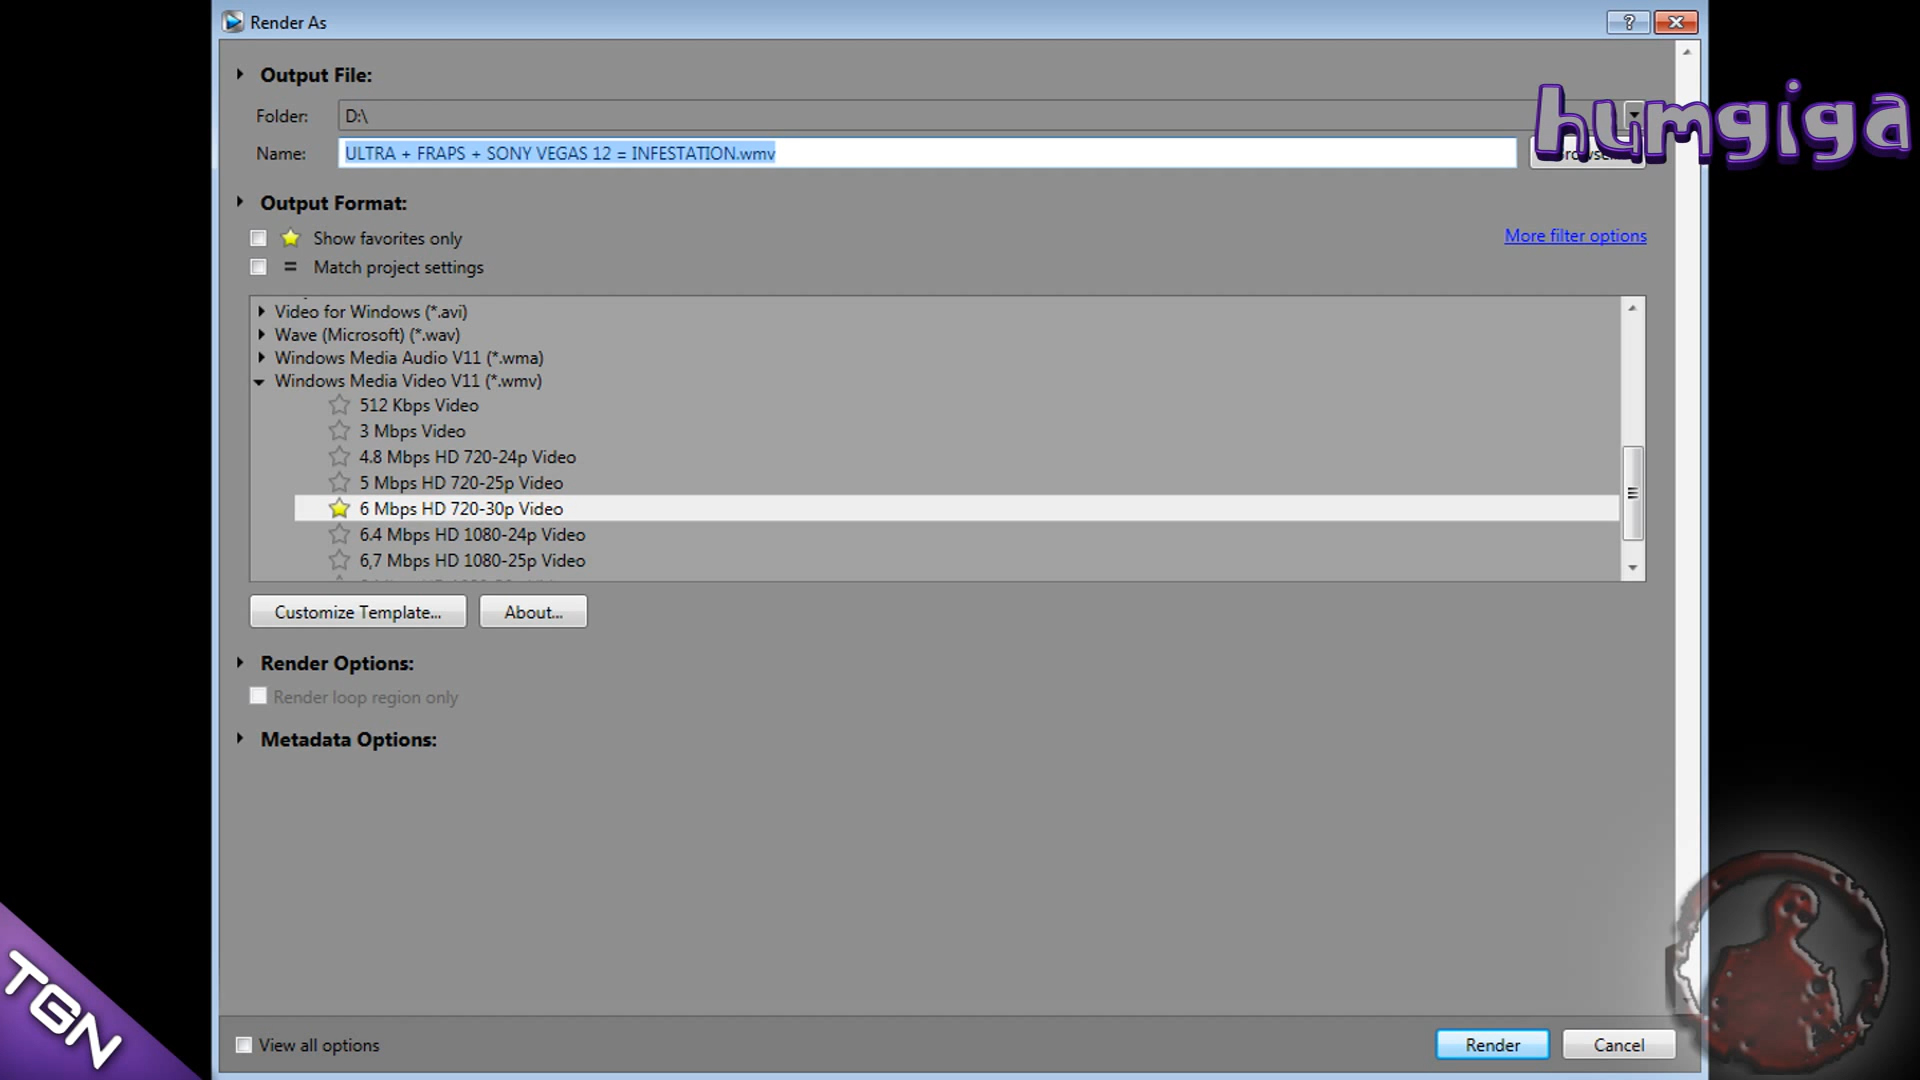 Render As
?
Output File:
Folder: D:\
humgiga
Name: ULTRA + FRAPS + SONY VEGAS 12 = INFESTATION.wmv
Browse...
Output Format:
Show favorites only
More filter options
= Match project settings
Video for Windows (*.avi)
Wave (Microsoft) (*.wav)
Windows Media Audio V11 (*.wma)
Windows Media Video V11 (*.wmv)
512 Kbps Video
3 Mbps Video
4.8 Mbps HD 720-24p Video
5 Mbps HD 720-25p Video
6 Mbps HD 720-30p Video
6.4 Mbps HD 1080-24p Video
6,7 Mbps HD 1080-25p Video
Customize Template...
About...
Render Options:
Render loop region only
Metadata Options:
TGN
View all options
Render
Cancel